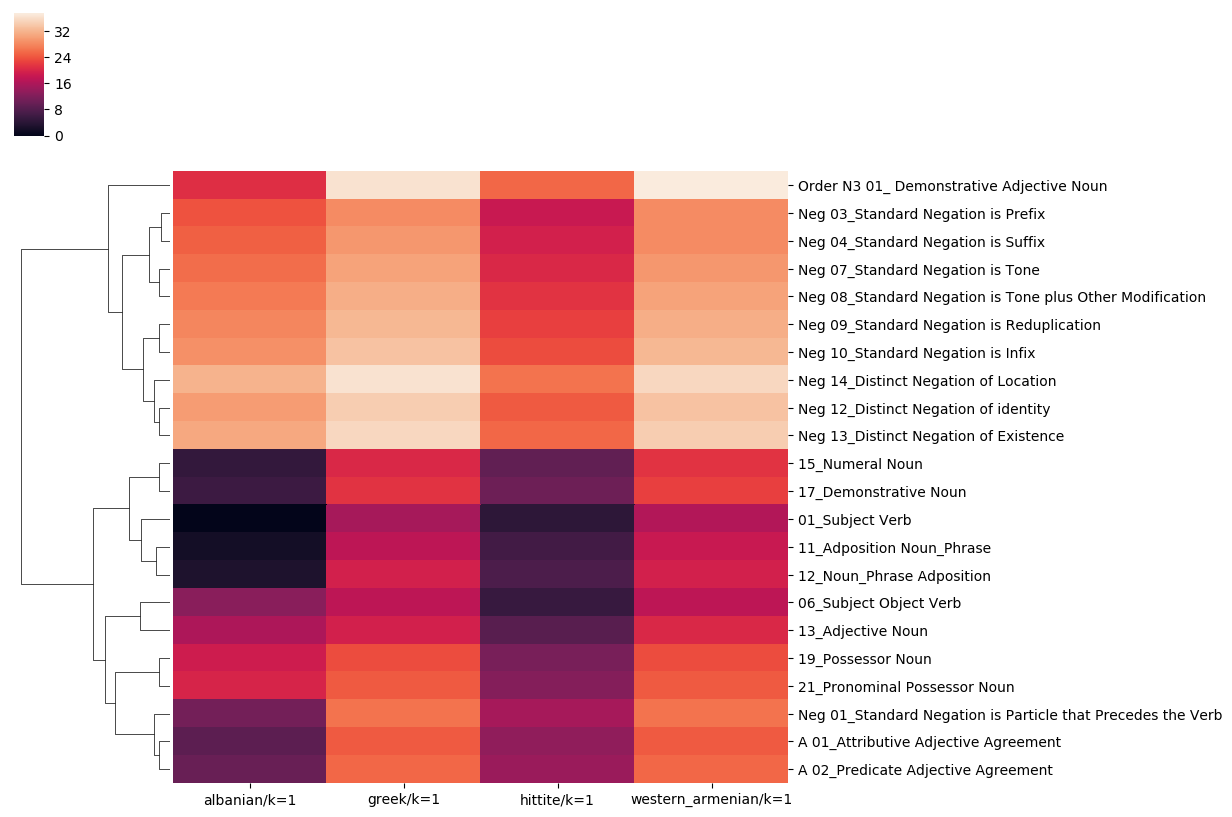 32
24
16
8
0
Order N3 01_ Demonstrative Adjective Noun
Neg 03_Standard Negation is Prefix
Neg 04_Standard Negation is Suffix
Neg 07_Standard Negation is Tone
Neg 08_Standard Negation is Tone plus Other Modification
Neg 09_Standard Negation is Reduplication
Neg 10_Standard Negation is Infix
Neg 14_Distinct Negation of Location
Neg 12_Distinct Negation of identity
Neg 13_Distinct Negation of Existence
15_Numeral Noun
17_Demonstrative Noun
01_Subject Verb
11_Adposition Noun_Phrase
12_Noun_Phrase Adposition
06_Subject Object Verb
13_Adjective Noun
19_Possessor Noun
21_Pronominal Possessor Noun
Neg 01_Standard Negation is Particle that Precedes the Verb
A 01_Attributive Adjective Agreement
A 02_Predicate Adjective Agreement
albanian/k=1 greek/k=1 hittite/k=1 western_armenian/k=1